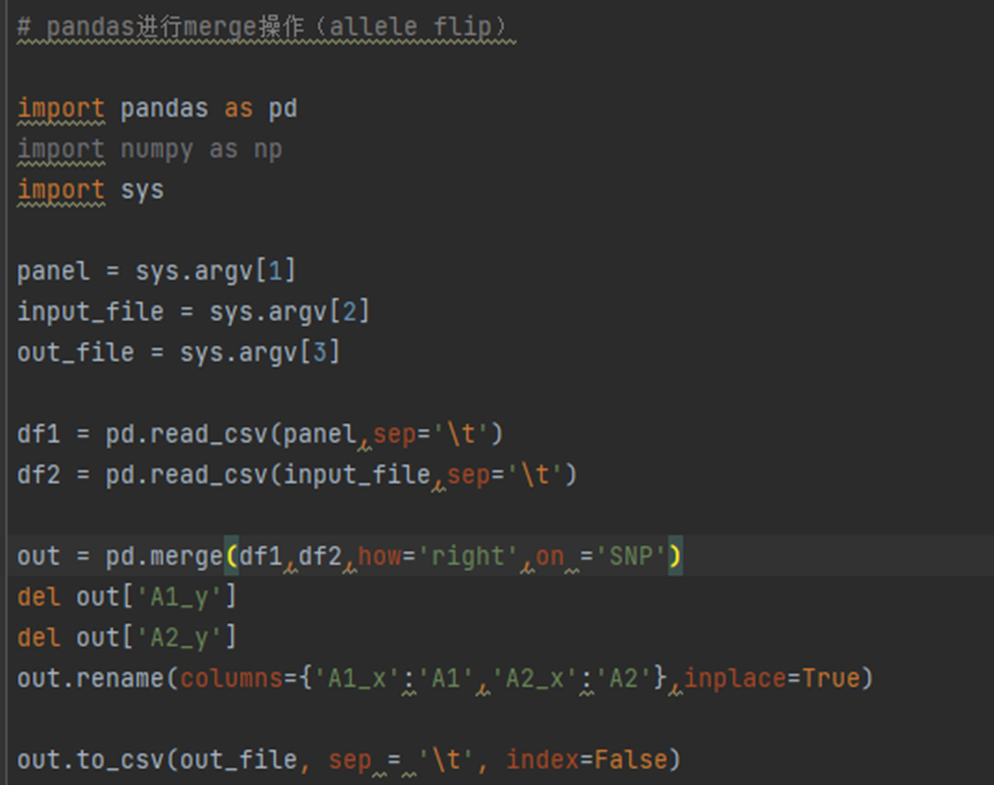 # pandas进行merge操作（allele flip）
import pandas as pd
import numpy as np
import sys
panel = sys.argv[1]
input_file = sys.argv[2]
out_file = sys.argv[3]
df1 = pd.read_csv(panel,sep='\t')
df2 = pd.read_csv(input_file,sep='\t')
out = pd.merge(df1,df2,how='right',on ='SNP')
del out['A1_y']
del out['A2_y']
out.rename(columns={'A1_x':'A1','A2_x':'A2'},inplace=True)
out.to_csv(out_file, sep = '\t', index=False)